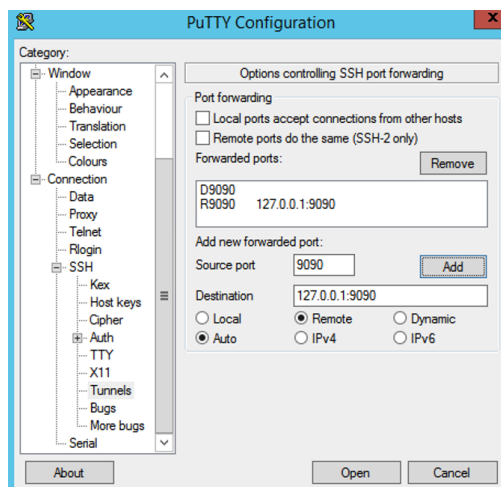 PuTTY Configuration
x
Category:
Window
Appearance
Behaviour
Translation
Selection
Colours
Connection
Data
Proxy
Telnet
Rlogin
SSH
Kex
Host keys
Cipher
Auth
TTY
X11
Tunnels
Bugs
More bugs
Serial
Options controlling SSH port forwarding
Port forwarding
Local ports accept connections from other hosts
Remote ports do the same (SSH-2 only)
Forwarded ports:
Remove
D9090
R9090 127.0.0.1:9090
Add new forwarded port:
Source port 9090 Add
Destination 127.0.0.1:9090
Local Remote Dynamic
Auto IPv4 IPv6
About Open Cancel